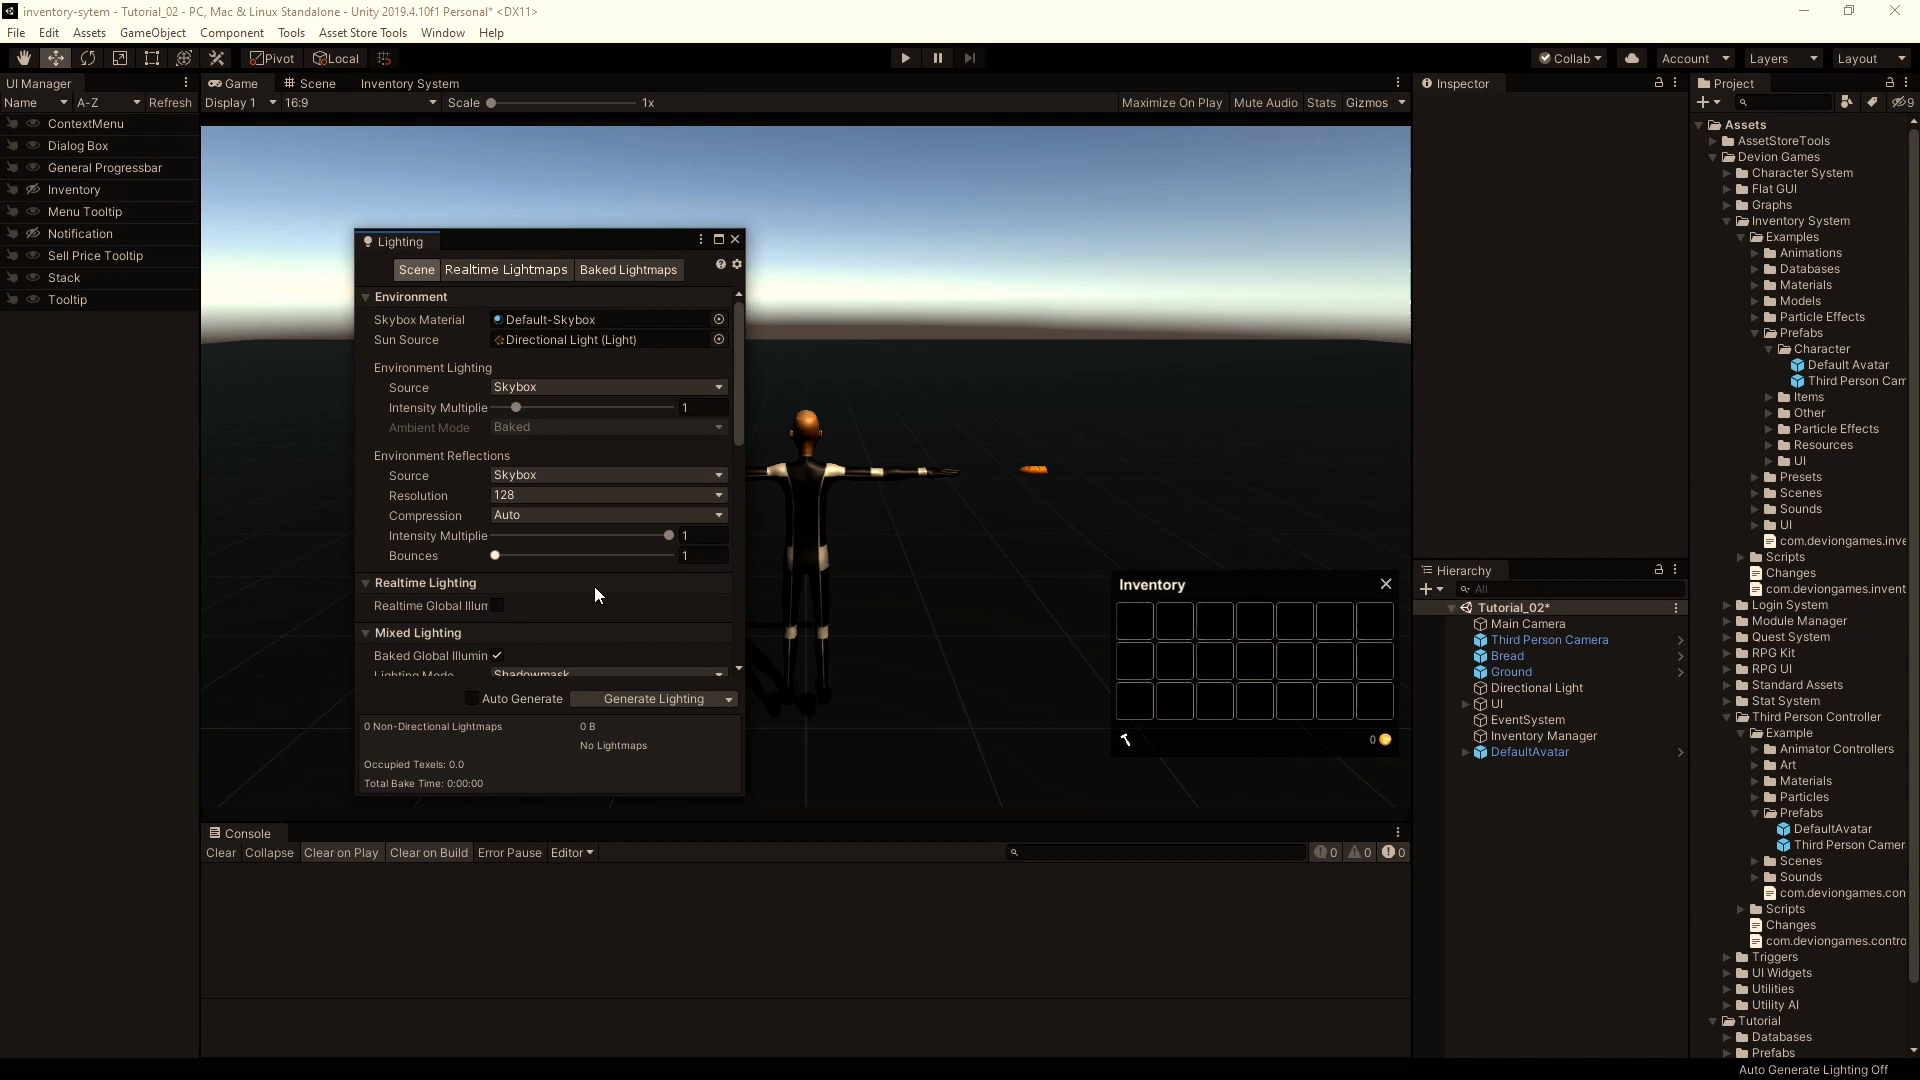 inventory-sytem - Tutorial_02 - PC, Mac & Linux Standalone - Unity 2019.4.10f1 Personal* <DX11>
File Edit Assets GameObject Component Tools Asset Store Tools Window Help
Pivot Local Collab Account Layers Layout
UI Manager
Name A-Z Refresh
ContextMenu
Dialog Box
General Progressbar
Inventory
Menu Tooltip
Notification
Sell Price Tooltip
Stack
Tooltip
Game Scene Inventory System
Display 1 16:9 Scale 1x Maximize On Play Mute Audio Stats Gizmos
Lighting
Scene Realtime Lightmaps Baked Lightmaps
Environment
Skybox Material Default-Skybox
Sun Source Directional Light (Light)
Environment Lighting
Source Skybox
Intensity Multiplie 1
Ambient Mode Baked
Environment Reflections
Source Skybox
Resolution 128
Compression Auto
Intensity Multiplie 1
Bounces 1
Realtime Lighting
Realtime Global Illum
Mixed Lighting
Baked Global Illumin
Lighting Mode Shadowmask
Auto Generate Generate Lighting
0 Non-Directional Lightmaps 0 B
No Lightmaps
Occupied Texels: 0.0
Total Bake Time: 0:00:00
Inventory
0
Console
Clear Collapse Clear on Play Clear on Build Error Pause Editor 0 0 0
Inspector
Hierarchy
All
Tutorial_02*
Main Camera
Third Person Camera
Bread
Ground
Directional Light
UI
EventSystem
Inventory Manager
DefaultAvatar
Project
9
Assets
AssetStoreTools
Devion Games
Character System
Flat GUI
Graphs
Inventory System
Examples
Animations
Databases
Materials
Models
Particle Effects
Prefabs
Character
Default Avatar
Third Person Cam
Items
Other
Particle Effects
Resources
UI
Presets
Scenes
Sounds
UI
com.deviongames.inve
Scripts
Changes
com.deviongames.invent
Login System
Module Manager
Quest System
RPG Kit
RPG UI
Standard Assets
Stat System
Third Person Controller
Example
Animator Controllers
Art
Materials
Particles
Prefabs
DefaultAvatar
Third Person Camer
Scenes
Sounds
com.deviongames.con
Scripts
Changes
com.deviongames.contro
Triggers
UI Widgets
Utilities
Utility AI
Tutorial
Databases
Prefabs
Auto Generate Lighting Off